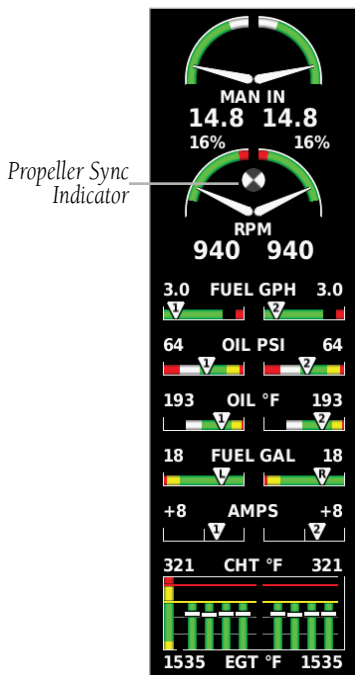 MAN IN
14.8 14.8
16% 16%
Propeller Sync
Indicator
RPM
940 940
3.0 FUEL GPH 3.0
1 2
64 OIL PSI 64
1 2
193 OIL °F 193
1 2
18 FUEL GAL 18
L R
+8 AMPS +8
1 2
321 CHT °F 321
1535 EGT °F 1535